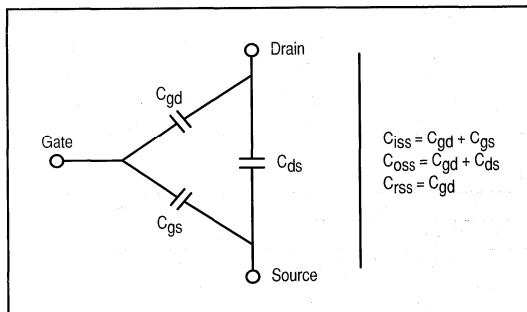 Drain
Cgd
Gate
Cds
Cgs
Source
Ciss = Cgd + Cgs
Coss = Cgd + Cds
Crss = Cgd